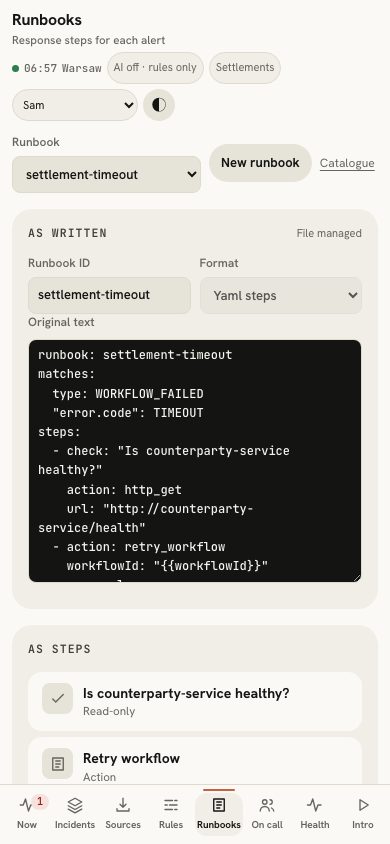 Runbooks
Response steps for each alert
06:57 Warsaw
AI off · rules only
Settlements
Sam
Runbook
settlement-timeout
New runbook
Catalogue
AS WRITTEN
File managed
Runbook ID
Format
settlement-timeout
Yaml steps
Original text
runbook: settlement-timeout
matches:
  type: WORKFLOW_FAILED
  "error.code": TIMEOUT
steps:
  - check: "Is counterparty-service
healthy?"
    action: http_get
    url: "http://counterparty-
service/health"
  - action: retry_workflow
    workflowId: "{{workflowId}}"
AS STEPS
Is counterparty-service healthy?
Read-only
Retry workflow
Action
1
Now
Incidents
Sources
Rules
Runbooks
On call
Health
Intro